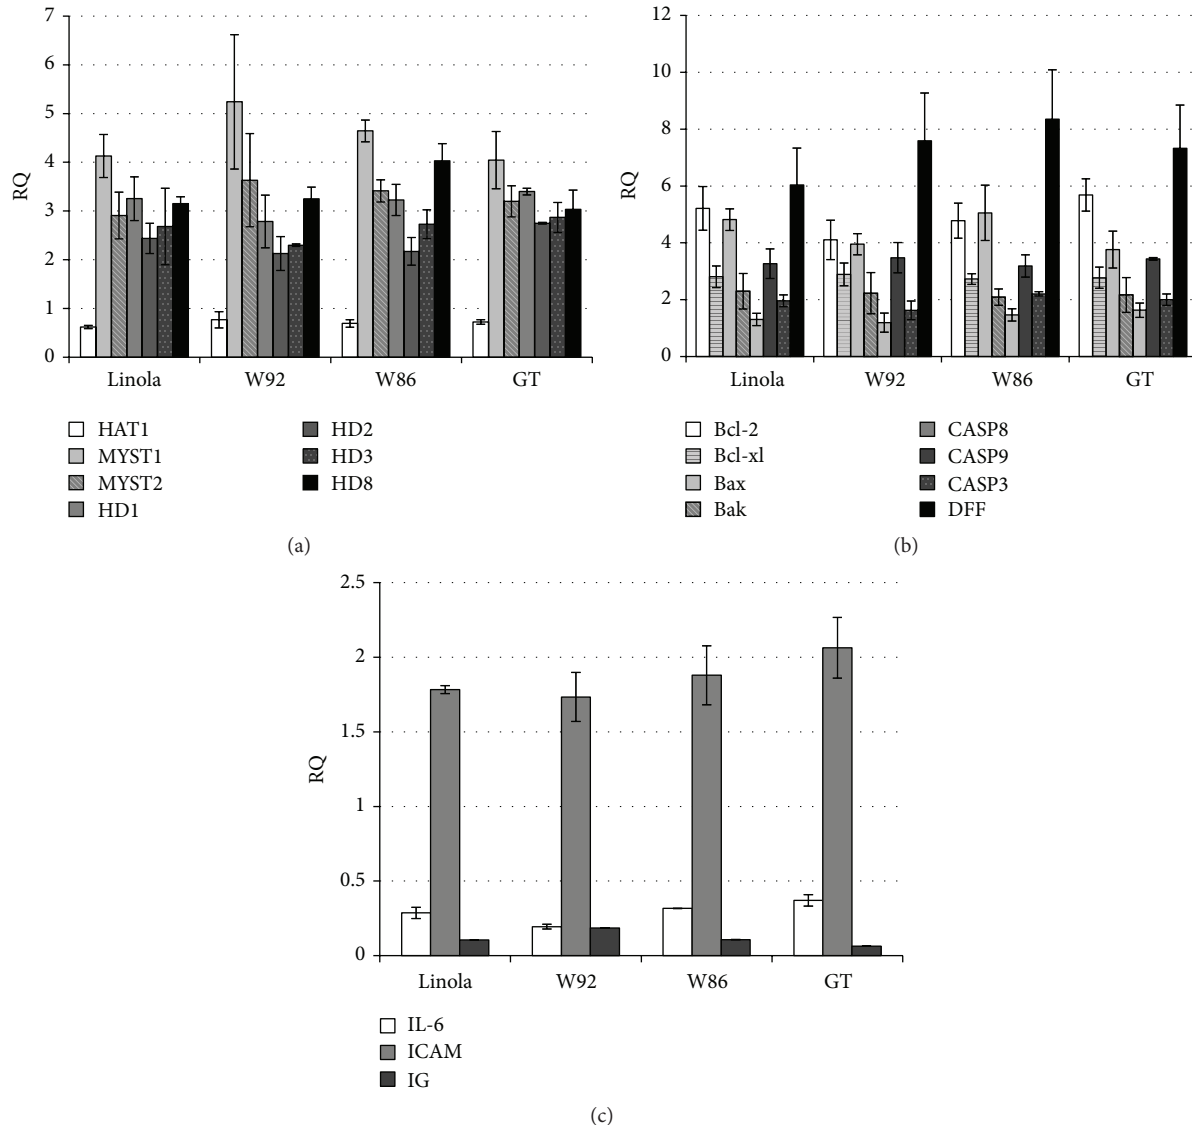 7
6
5
4
3
2
1
0
RQ
Linola W92 W86 GT
HAT1
MYST1
MYST2
HD1
HD2
HD3
HD8
(a)
12
10
8
6
4
2
0
RQ
Linola W92 W86 GT
Bcl-2
Bcl-xl
Bax
Bak
CASP8
CASP9
CASP3
DFF
(b)
2.5
2
1.5
1
0.5
0
RQ
Linola W92 W86 GT
IL-6
ICAM
IG
(c)